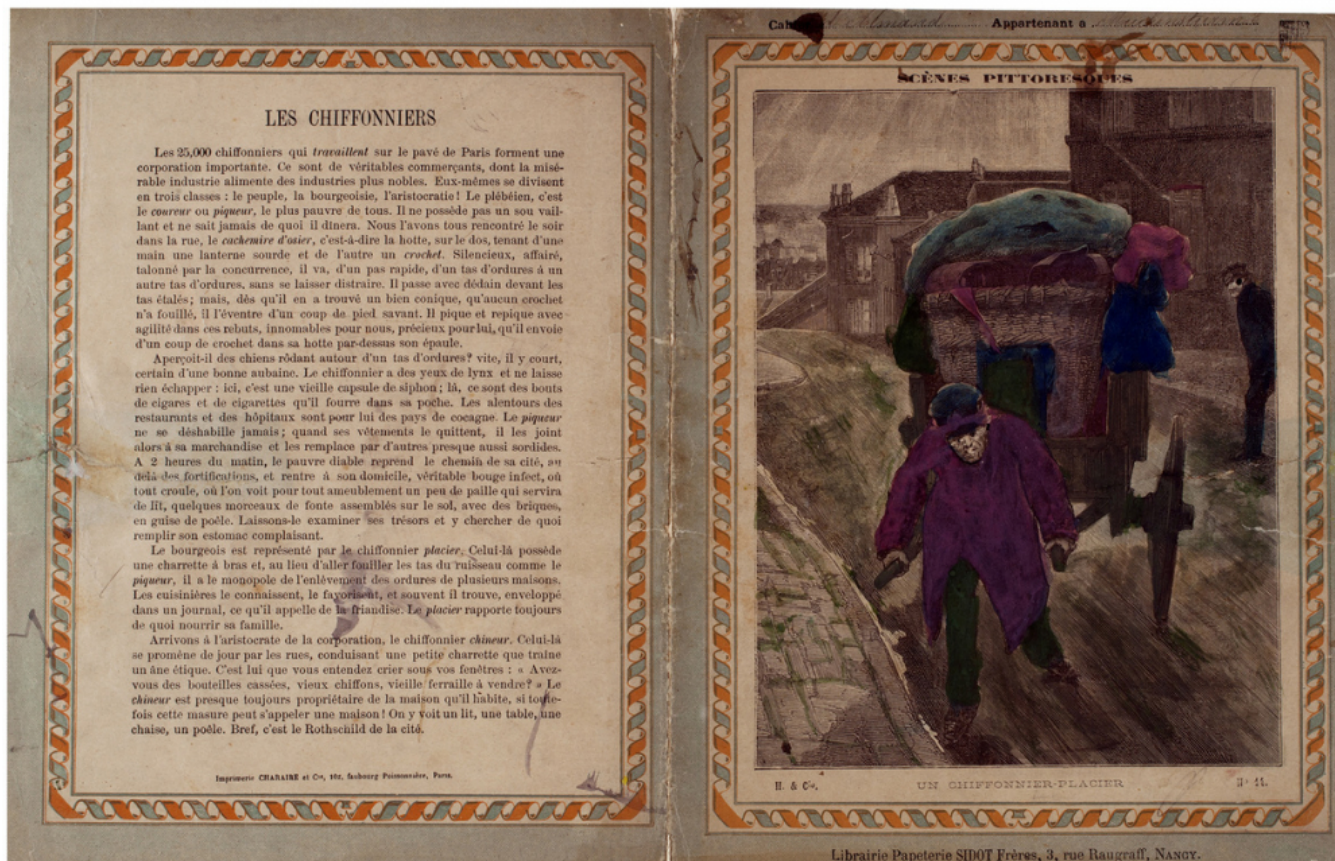 LES CHIFFONNIERS
Les 25,000 chiffonniers qui travaillent sur le pavé de Paris forment une
corporation importante. Ce sont de véritables commerçants, dont la misé-
rable industrie alimente des industries plus nobles. Eux-mêmes se divisent
en trois classes : le peuple, la bourgeoisie, l'aristocratie! Le plébéien, c'est
le coureur ou piqueur, le plus pauvre de tous. Il ne possède pas un sou vail-
lant et ne sait jamais de quoi il dînera. Nous l'avons tous rencontré le soir
dans la rue, le cachemire d'osier, c'est-à-dire la hotte, sur le dos, tenant d'une
main une lanterne sourde et de l'autre un crochet. Silencieux, affairé,
talonné par la concurrence, il va, d'un pas rapide, d'un tas d'ordures à un
autre tas d'ordures, sans se laisser distraire. Il passe avec dédain devant les
tas étalés; mais, dès qu'il en a trouvé un bien conique, qu'aucun crochet
n'a fouillé, il l'éventre d'un coup de pied savant. Il pique et repique avec
agilité dans ces rebuts, innomables pour nous, précieux pour lui, qu'il envoie
d'un coup de crochet dans sa hotte par-dessus son épaule.
Aperçoit-il des chiens rôdant autour d'un tas d'ordures? vite, il y court,
certain d'une bonne aubaine. Le chiffonnier a des yeux de lynx et ne laisse
rien échapper : ici, c'est une vieille capsule de siphon; là, ce sont des bouts
de cigares et de cigarettes qu'il fourre dans sa poche. Les alentours des
restaurants et des hôpitaux sont pour lui des pays de cocagne. Le piqueur
ne se déshabille jamais; quand ses vêtements le quittent, il les joint
alors à sa marchandise et les remplace par d'autres presque aussi sordides.
A 2 heures du matin, le pauvre diable reprend le chemin de sa cité, au
delà des fortifications, et rentre à son domicile, véritable bouge infect, où
tout croule, où l'on voit pour tout ameublement un peu de paille qui servira
de lit, quelques morceaux de fonte assemblés sur le sol, avec des briques,
en guise de poêle. Laissons-le examiner ses trésors et y chercher de quoi
remplir son estomac complaisant.
Le bourgeois est représenté par le chiffonnier placier. Celui-là possède
une charrette à bras et, au lieu d'aller fouiller les tas du ruisseau comme le
piqueur, il a le monopole de l'enlèvement des ordures de plusieurs maisons.
Les cuisinières le connaissent, le favorisent, et souvent il trouve, enveloppé
dans un journal, ce qu'il appelle de la friandise. Le placier rapporte toujours
de quoi nourrir sa famille.
Arrivons à l'aristocrate de la corporation, le chiffonnier chineur. Celui-là
se promène de jour par les rues, conduisant une petite charrette que traîne
un âne étique. C'est lui que vous entendez crier sous vos fenêtres : « Avez-
vous des bouteilles cassées, vieux chiffons, vieille ferraille à vendre? » Le
chineur est presque toujours propriétaire de la maison qu'il habite, si toute-
fois cette masure peut s'appeler une maison! On y voit un lit, une table, une
chaise, un poêle. Bref, c'est le Rothschild de la cité.
Imprimerie CHARAIRE et Cie, 102, faubourg Poissonnière, Paris.
Appartenant a
SCÈNES PITTORESQUES
H. & Cie. UN CHIFFONNIER-PLACIER N° 11.
Librairie Papeterie SIDOT Frères, 3, rue Raugraff, NANCY.